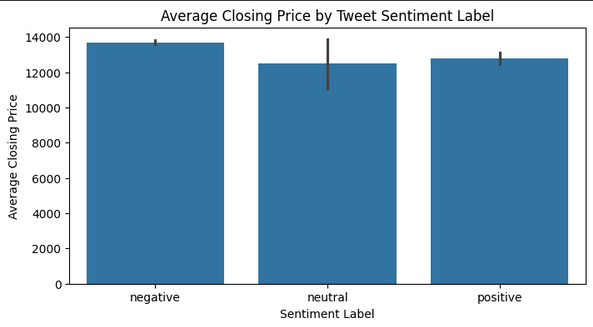 Average Closing Price by Tweet Sentiment Label
Average Closing Price
14000
12000
10000
8000
6000
4000
2000
0
negative neutral positive
Sentiment Label